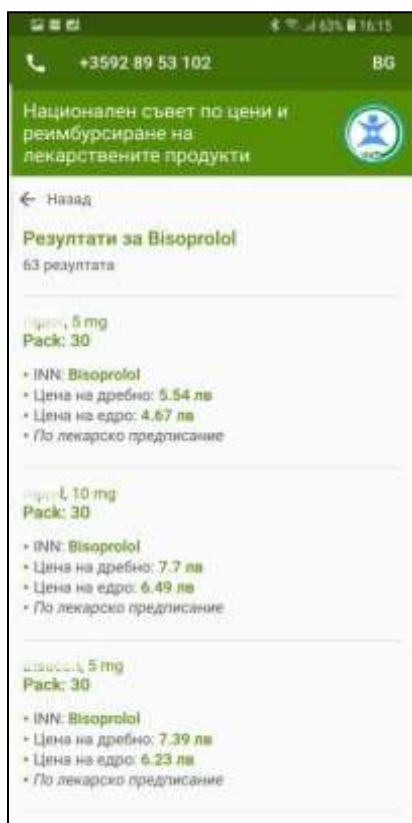 63% 16:15
+3592 89 53 102 BG
Национален съвет по цени и
реимбурсиране на
лекарствените продукти
← Назад
Резултати за Bisoprolol
63 резултата
, 5 mg
Pack: 30
• INN: Bisoprolol
• Цена на дребно: 5.54 лв
• Цена на едро: 4.67 лв
• По лекарско предписание
, 10 mg
Pack: 30
• INN: Bisoprolol
• Цена на дребно: 7.7 лв
• Цена на едро: 6.49 лв
• По лекарско предписание
, 5 mg
Pack: 30
• INN: Bisoprolol
• Цена на дребно: 7.39 лв
• Цена на едро: 6.23 лв
• По лекарско предписание